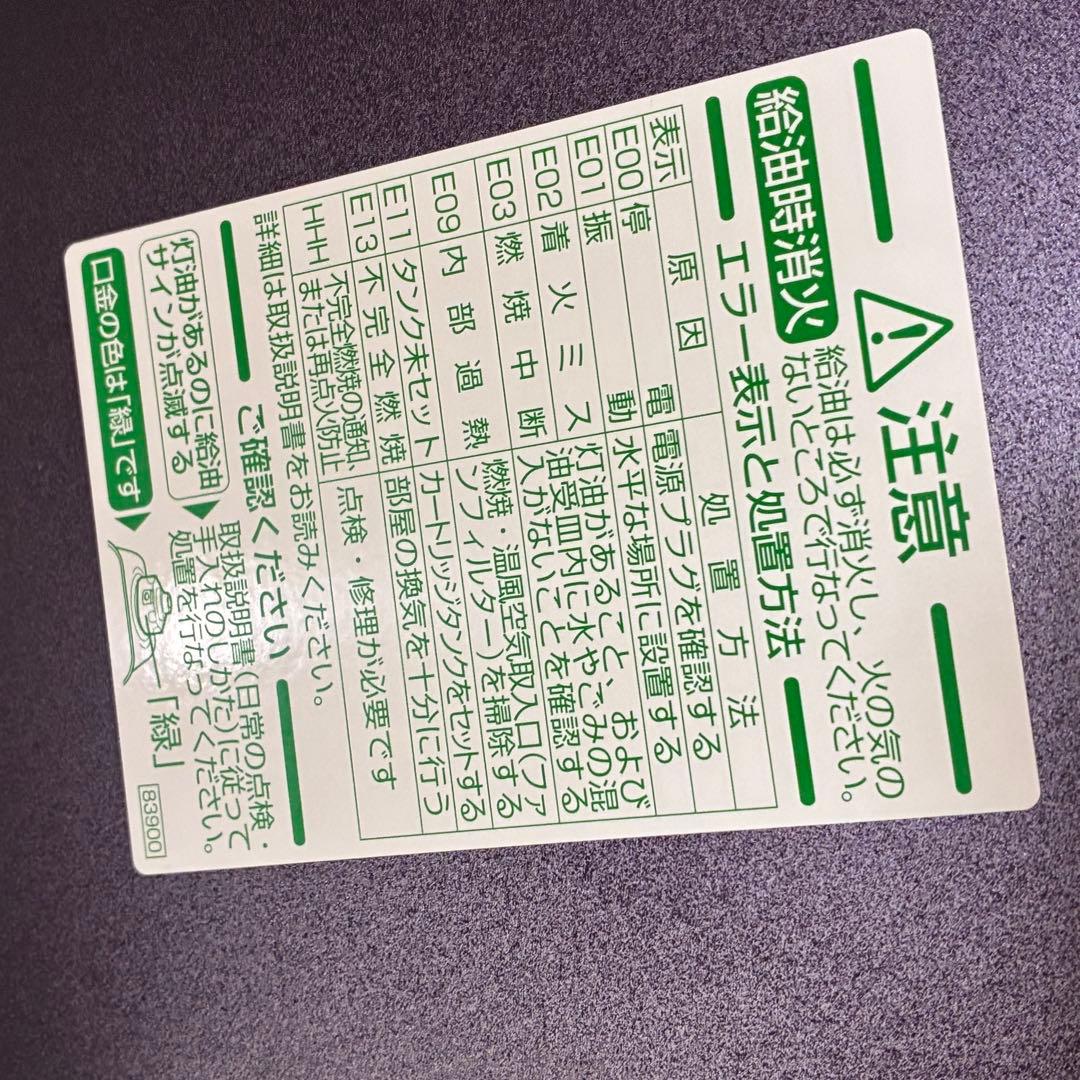 注意
給油時消火
給油は必ず消火し、火の気の
ないところで行なってください。
エラー表示と処置方法
表示 原因 処置方法
E00 停電 電源プラグを確認する
E01 振動 水平な場所に設置する
E02 着火ミス 灯油があること、および
油受皿内に水やごみの混
入がないことを確認する
E03 燃焼中断
E09 内部過熱 燃焼・温風空気取入口(ファ
ンフィルター)を掃除する
E11 タンク未セット カートリッジタンクをセットする
E13 不完全燃焼 部屋の換気を十分に行う
HHH 不完全燃焼の通知、
または再点火防止 点検・修理が必要です
詳細は取扱説明書をお読みください。
ご確認ください
灯油があるのに給油
サインが点滅する
取扱説明書(日常の点検・
手入れのしかた)に従って
処置を行なってください。
口金の色は「緑」です
「緑」
83900